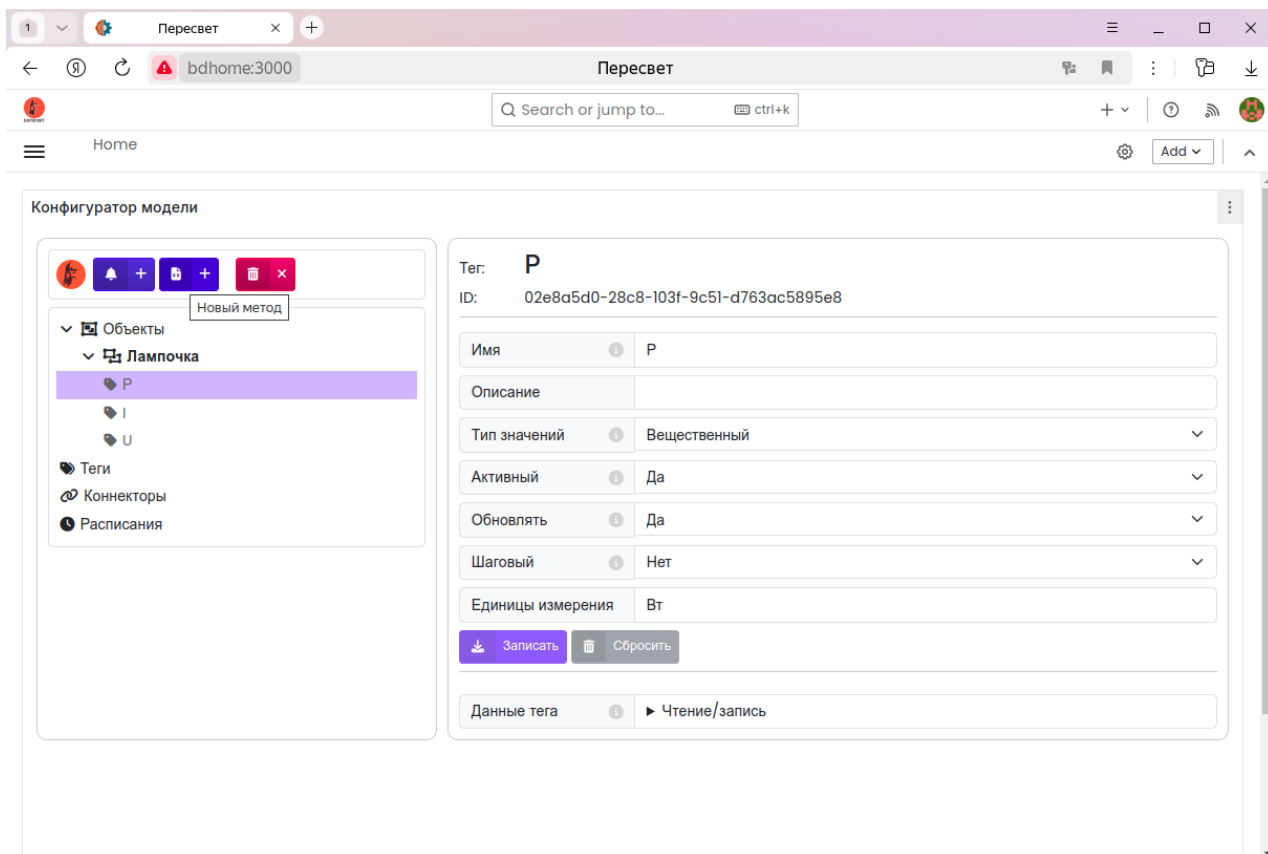 1
Пересвет
bdhome:3000
Пересвет
Search or jump to...
ctrl+k
Home
Add
Конфигуратор модели
Новый метод
Объекты
Лампочка
P
I
U
Теги
Коннекторы
Расписания
Тег: P
ID: 02e8a5d0-28c8-103f-9c51-d763ac5895e8
Имя P
Описание
Тип значений Вещественный
Активный Да
Обновлять Да
Шаговый Нет
Единицы измерения Вт
Записать Сбросить
Данные тега Чтение/запись